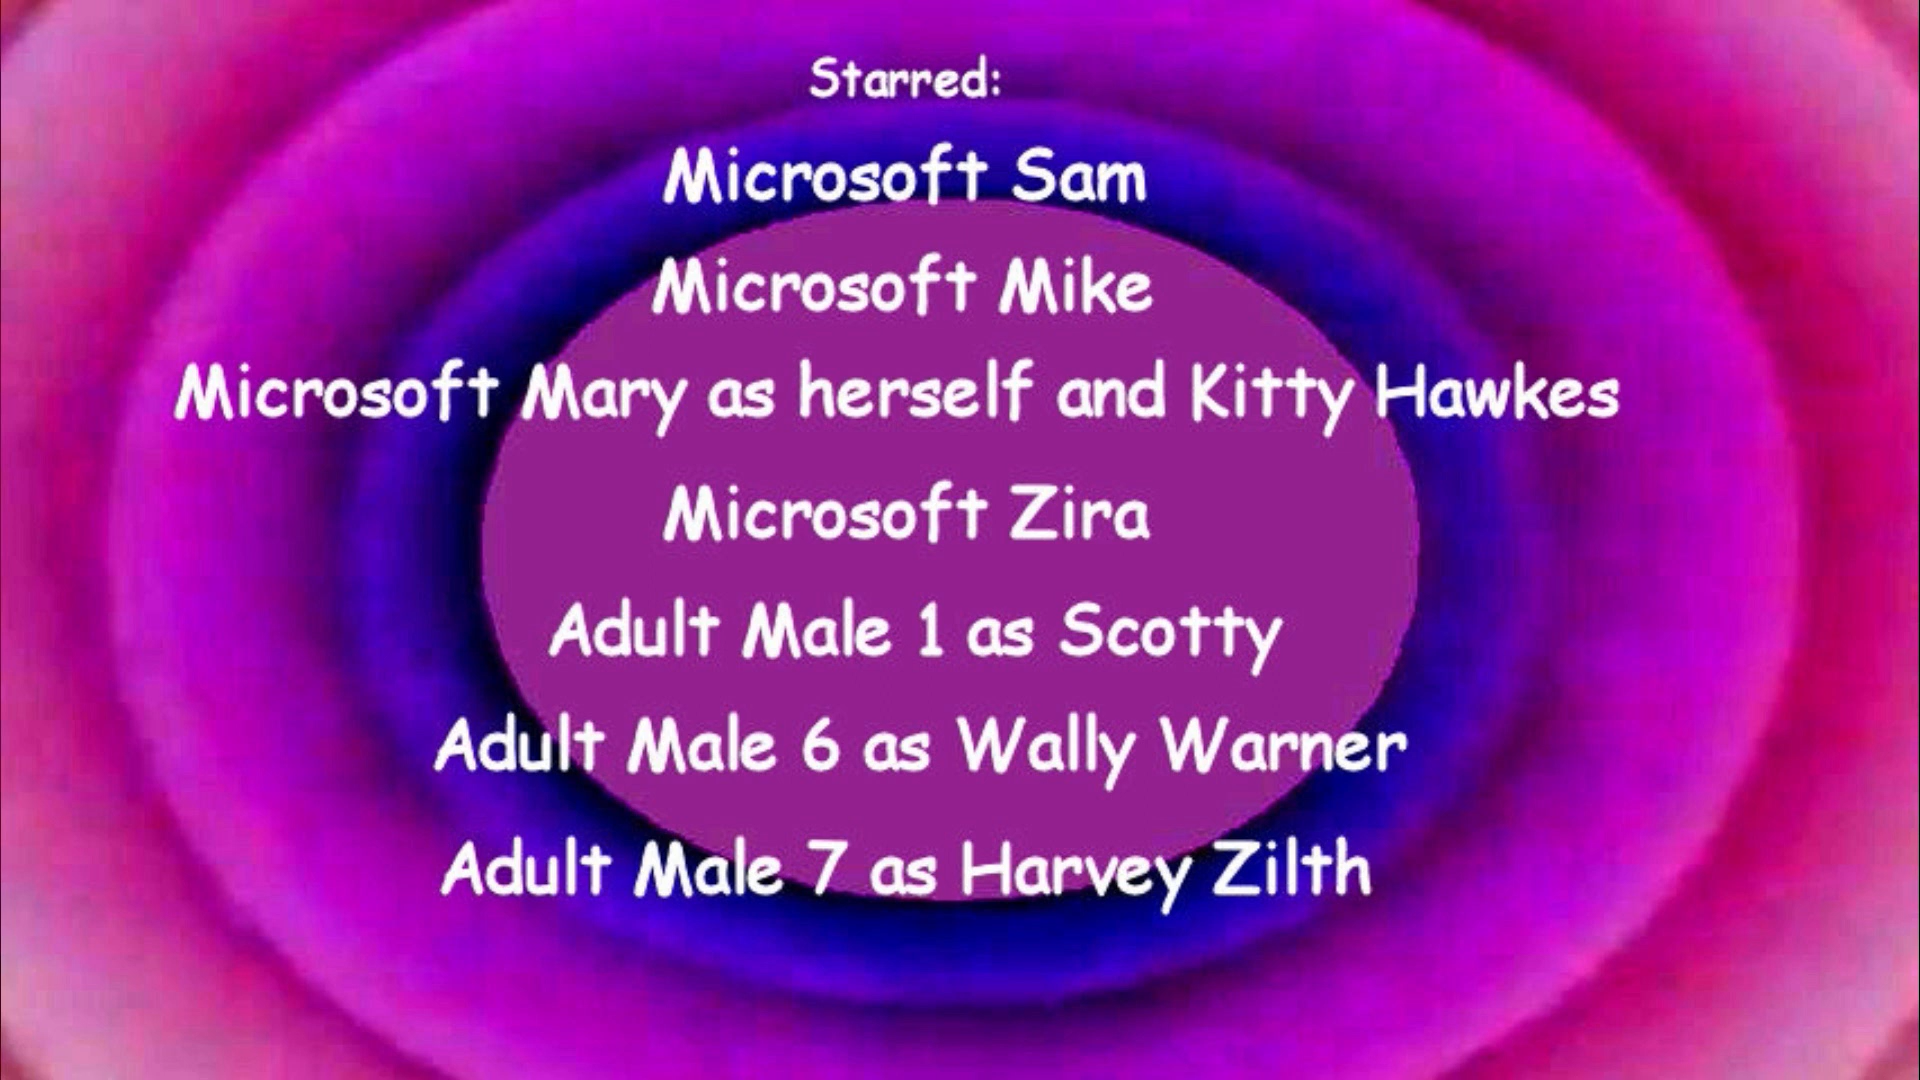 Starred:
Microsoft Sam
Microsoft Mike
Microsoft Mary as herself and Kitty Hawkes
Microsoft Zira
Adult Male 1 as Scotty
Adult Male 6 as Wally Warner
Adult Male 7 as Harvey Zilth